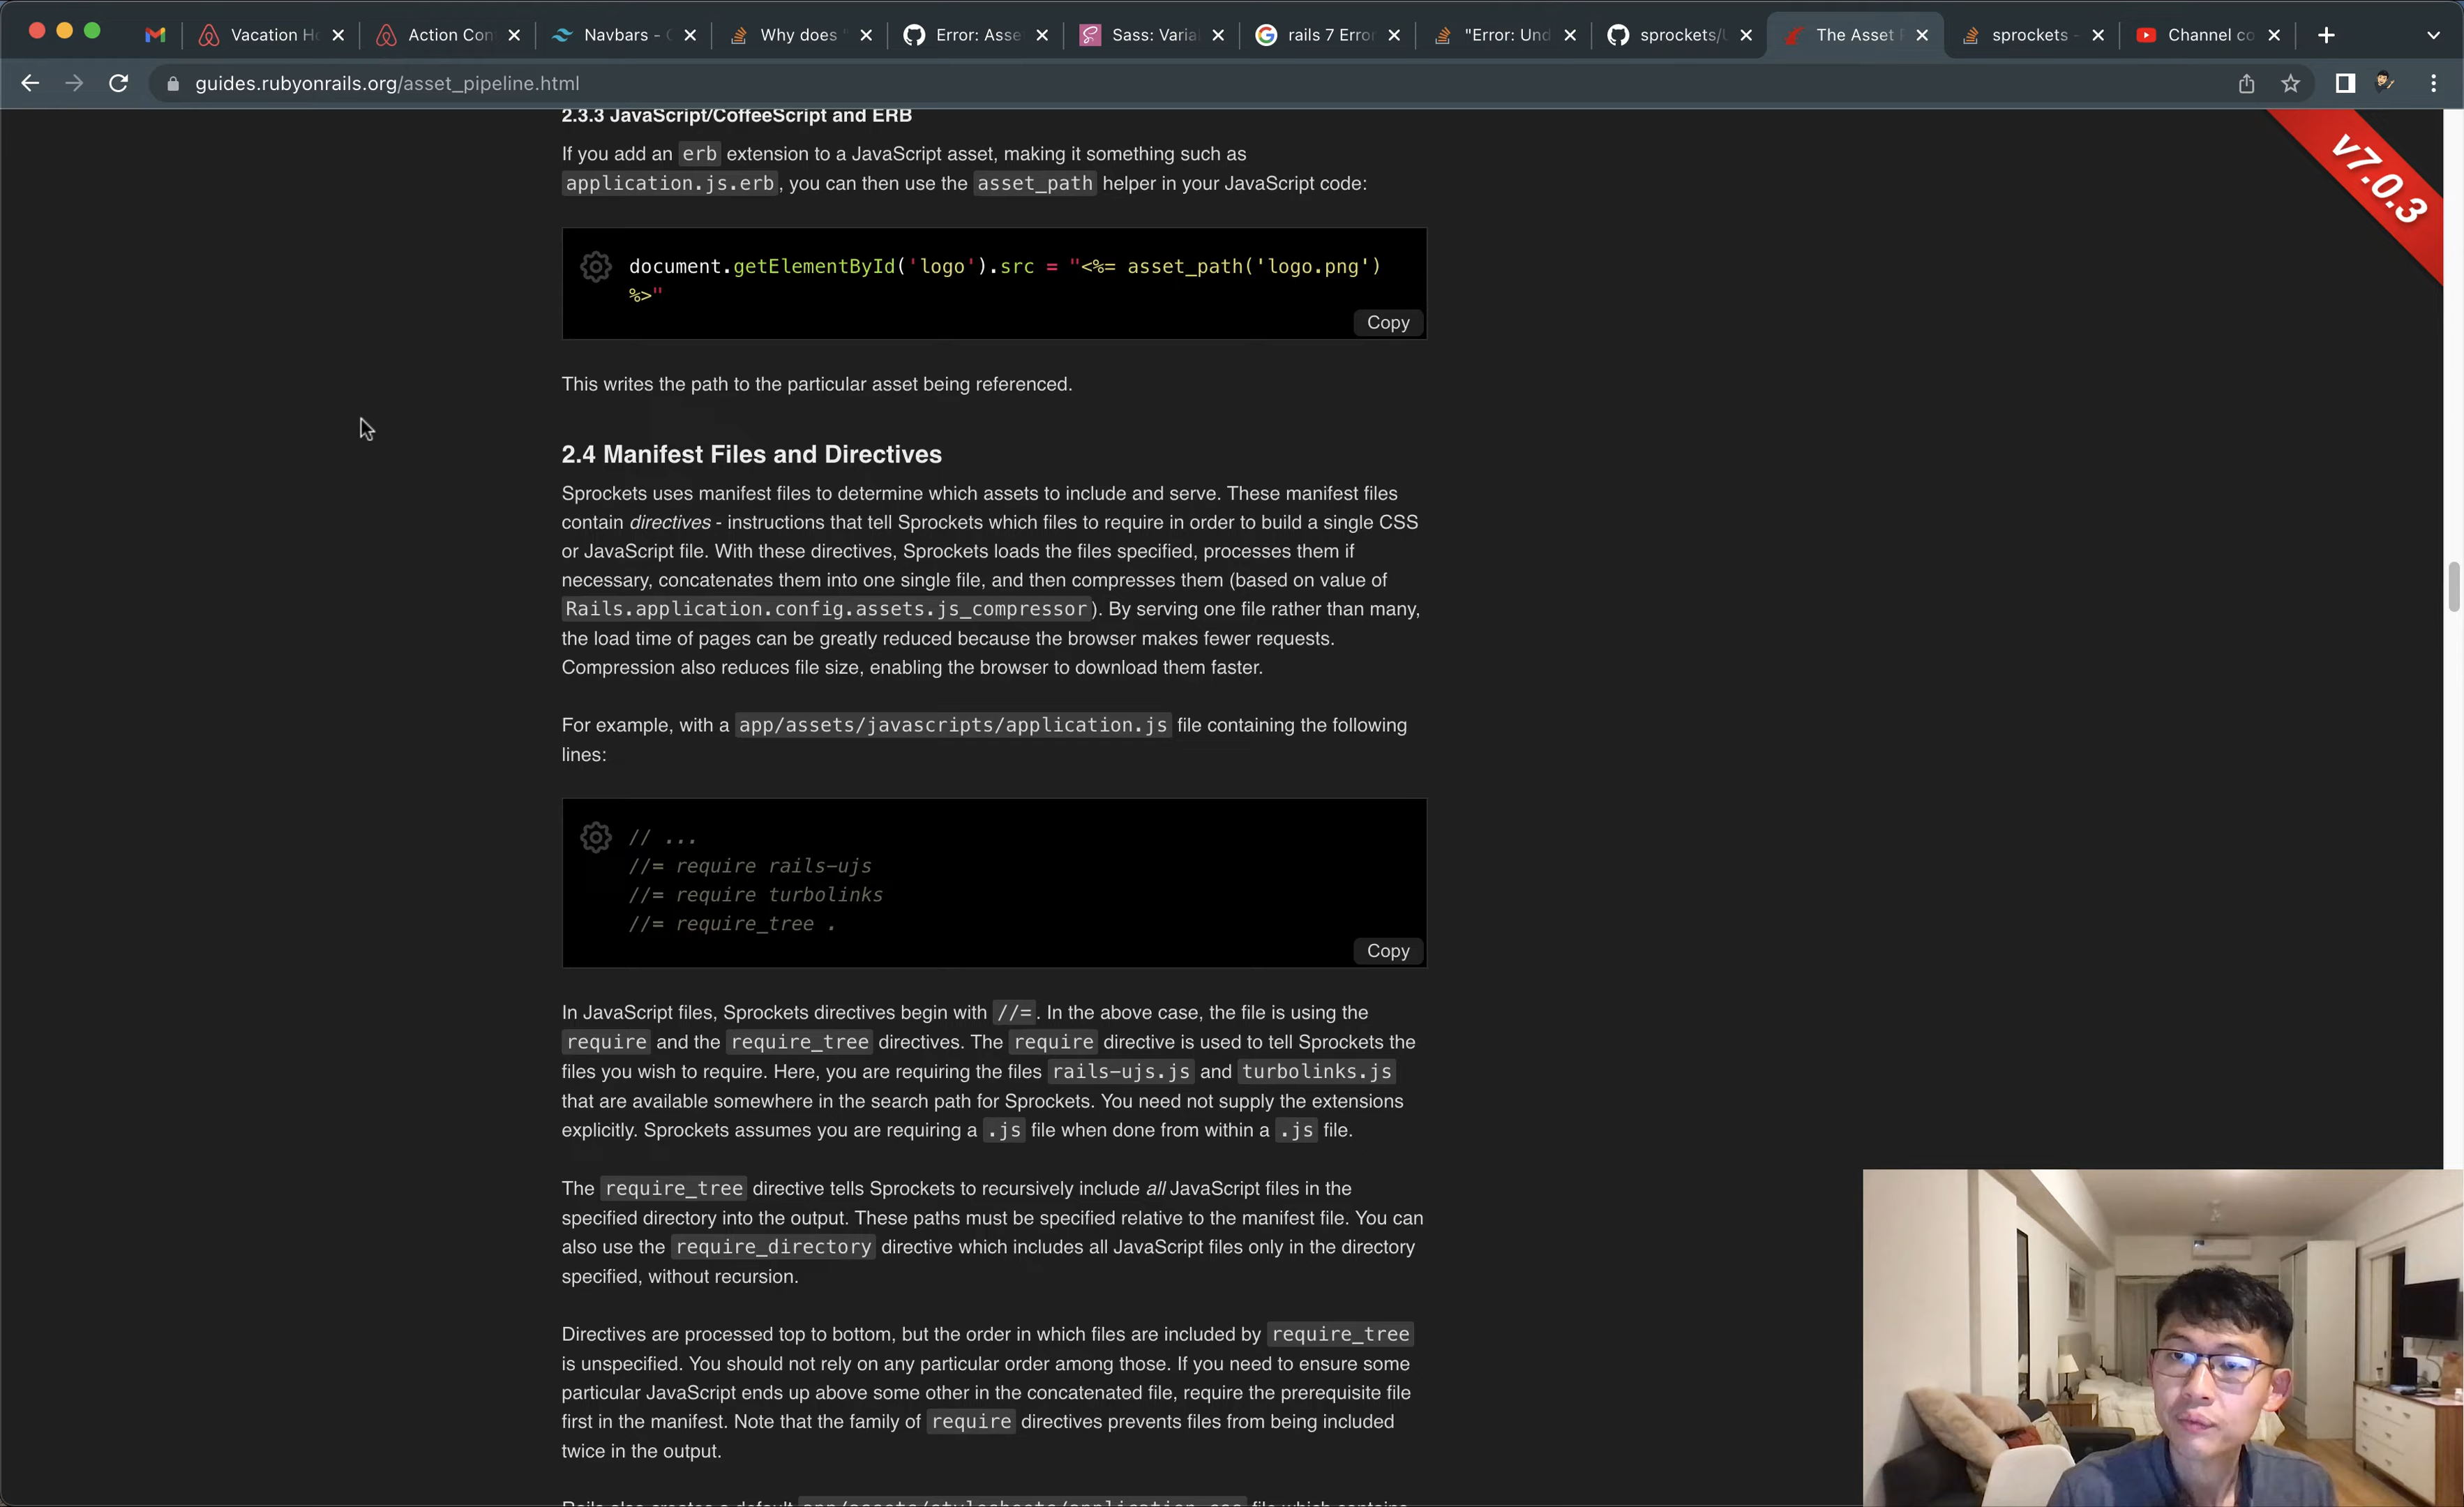 Vacation H
Action Con
Navbars -
Why does "
Error: Asse
Sass: Varia
rails 7 Erro
"Error: Und
sprockets/
The Asset
sprockets -
Channel co
guides.rubyonrails.org/asset_pipeline.html
v7.0.3
2.3.3 JavaScript/CoffeeScript and ERB
If you add an erb extension to a JavaScript asset, making it something such as
application.js.erb, you can then use the asset_path helper in your JavaScript code:
document.getElementById('logo').src = "<%= asset_path('logo.png')
%>"
Copy
This writes the path to the particular asset being referenced.
2.4 Manifest Files and Directives
Sprockets uses manifest files to determine which assets to include and serve. These manifest files
contain directives - instructions that tell Sprockets which files to require in order to build a single CSS
or JavaScript file. With these directives, Sprockets loads the files specified, processes them if
necessary, concatenates them into one single file, and then compresses them (based on value of
Rails.application.config.assets.js_compressor). By serving one file rather than many,
the load time of pages can be greatly reduced because the browser makes fewer requests.
Compression also reduces file size, enabling the browser to download them faster.
For example, with a app/assets/javascripts/application.js file containing the following
lines:
// ...
//= require rails-ujs
//= require turbolinks
//= require_tree .
Copy
In JavaScript files, Sprockets directives begin with //=. In the above case, the file is using the
require and the require_tree directives. The require directive is used to tell Sprockets the
files you wish to require. Here, you are requiring the files rails-ujs.js and turbolinks.js
that are available somewhere in the search path for Sprockets. You need not supply the extensions
explicitly. Sprockets assumes you are requiring a .js file when done from within a .js file.
The require_tree directive tells Sprockets to recursively include all JavaScript files in the
specified directory into the output. These paths must be specified relative to the manifest file. You can
also use the require_directory directive which includes all JavaScript files only in the directory
specified, without recursion.
Directives are processed top to bottom, but the order in which files are included by require_tree
is unspecified. You should not rely on any particular order among those. If you need to ensure some
particular JavaScript ends up above some other in the concatenated file, require the prerequisite file
first in the manifest. Note that the family of require directives prevents files from being included
twice in the output.
Rails also creates a default app/assets/stylesheets/application.css file which contains